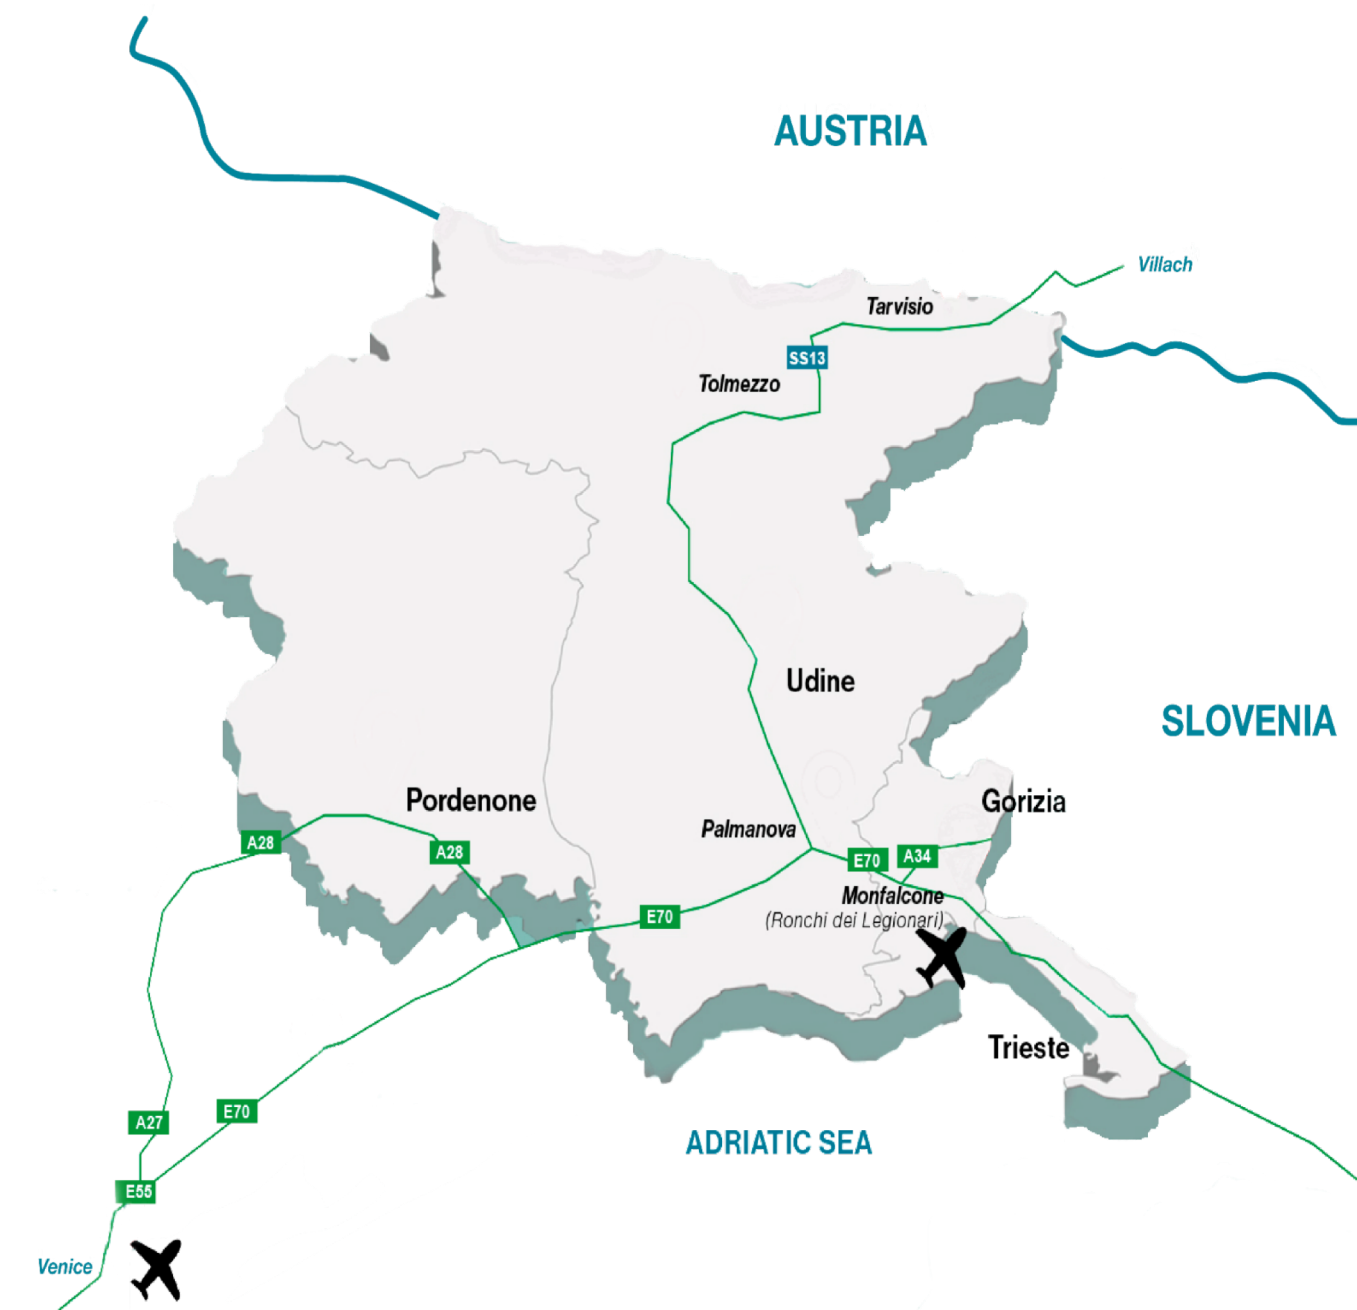 AUSTRIA
Villach
Tarvisio
SS13
Tolmezzo
Udine
SLOVENIA
Pordenone
Gorizia
Palmanova
A28
A28
E70
A34
Monfalcone
(Ronchi dei Legionari)
E70
Trieste
E70
A27
ADRIATIC SEA
E55
Venice